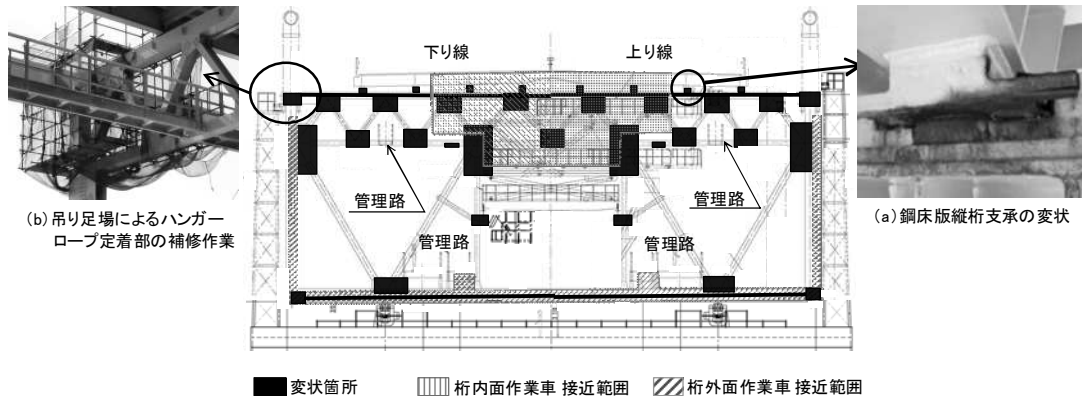 下り線
上り線
管理路
管理路
管理路
管理路
(b) 吊り足場によるハンガー
ロープ定着部の補修作業
(a) 鋼床版縦桁支承の変状
変状箇所
桁内面作業車 接近範囲
桁外面作業車 接近範囲